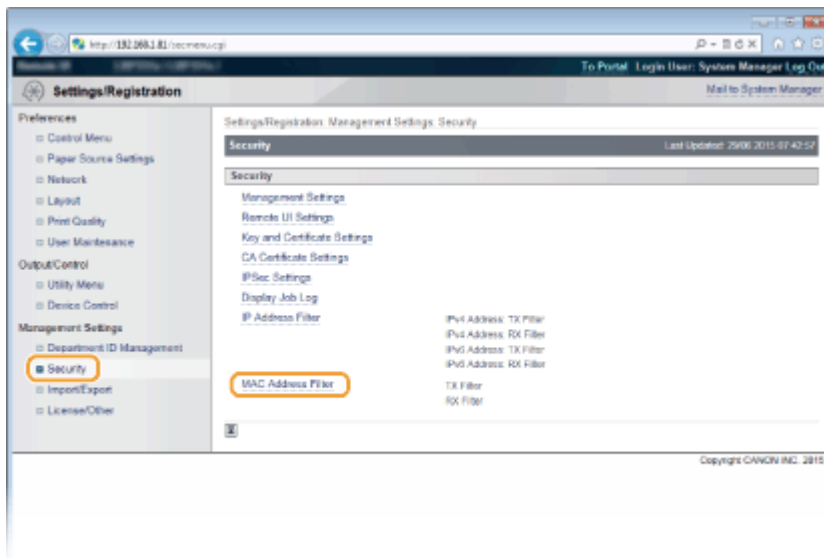 http://192.168.1.81/secmenu.cgi
To Portal Login User: System Manager Log Ou
Settings/Registration
Mail to System Manager
Preferences
Control Menu
Paper Source Settings
Network
Layout
Print Quality
User Maintenance
Output/Control
Utility Menu
Device Control
Management Settings
Department ID Management
Security
Import/Export
License/Other
Settings/Registration: Management Settings: Security
Security
Last Updated: 29/06 2015 07:42:57
Security
Management Settings
Remote UI Settings
Key and Certificate Settings
CA Certificate Settings
IPSec Settings
Display Job Log
IP Address Filter
IPv4 Address: TX Filter
IPv4 Address: RX Filter
IPv6 Address: TX Filter
IPv6 Address: RX Filter
MAC Address Filter
TX Filter
RX Filter
Copyright CANON INC. 2015